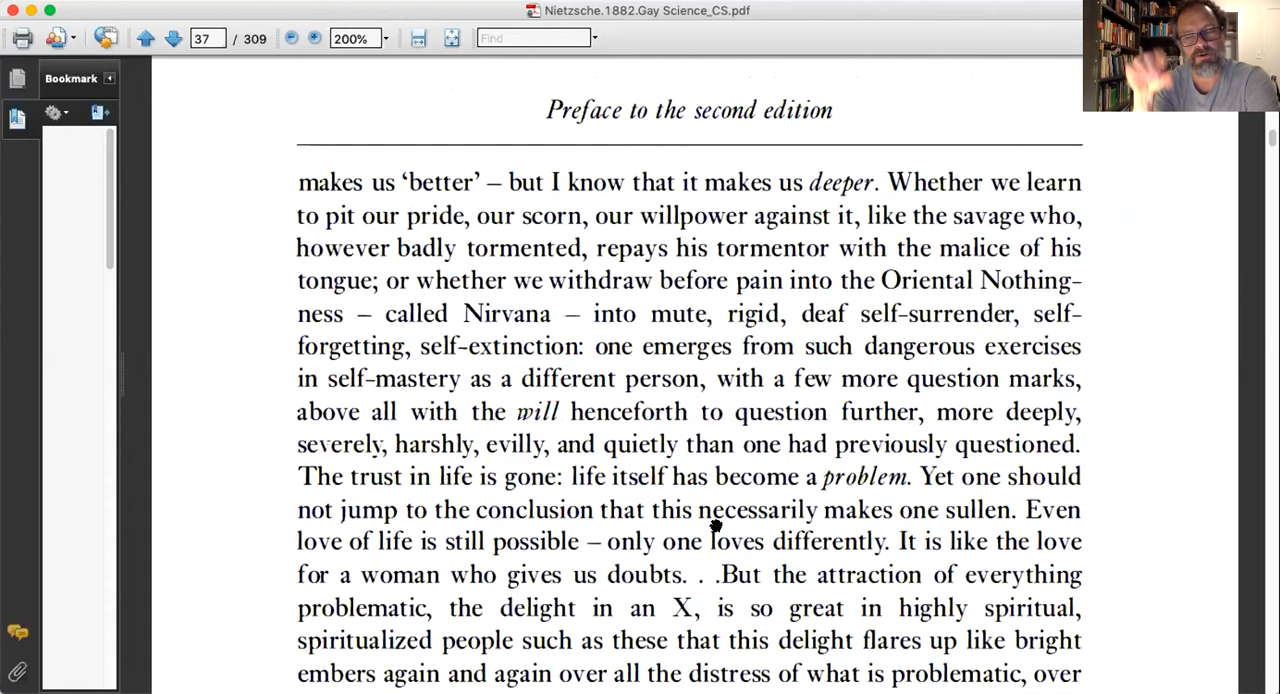 Nietzsche.1882.Gay Science_CS.pdf
37 / 309 200% Find
Bookmark
Preface to the second edition
makes us ‘better’ – but I know that it makes us deeper. Whether we learn
to pit our pride, our scorn, our willpower against it, like the savage who,
however badly tormented, repays his tormentor with the malice of his
tongue; or whether we withdraw before pain into the Oriental Nothing-
ness – called Nirvana – into mute, rigid, deaf self-surrender, self-
forgetting, self-extinction: one emerges from such dangerous exercises
in self-mastery as a different person, with a few more question marks,
above all with the will henceforth to question further, more deeply,
severely, harshly, evilly, and quietly than one had previously questioned.
The trust in life is gone: life itself has become a problem. Yet one should
not jump to the conclusion that this necessarily makes one sullen. Even
love of life is still possible – only one loves differently. It is like the love
for a woman who gives us doubts. . .But the attraction of everything
problematic, the delight in an X, is so great in highly spiritual,
spiritualized people such as these that this delight flares up like bright
embers again and again over all the distress of what is problematic, over